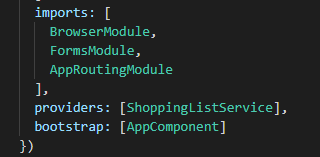 imports: [
BrowserModule,
FormsModule,
AppRoutingModule
],
providers: [ShoppingListService],
bootstrap: [AppComponent]
})